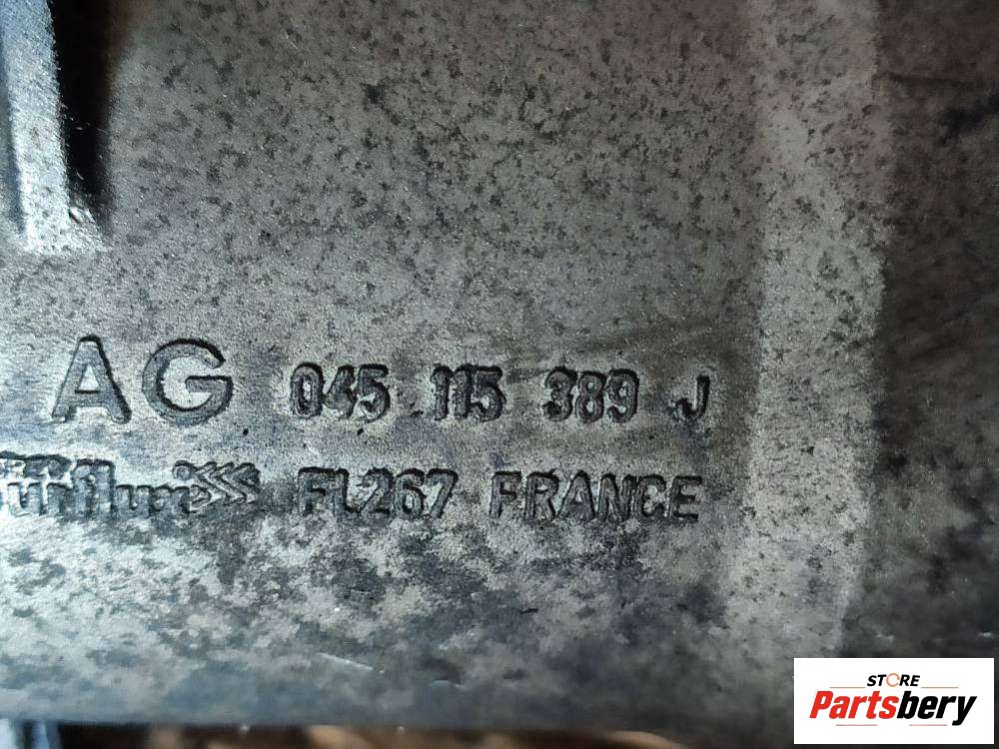 AG 045 115 389 J
FL267 FRANCE
STORE
Partsbery